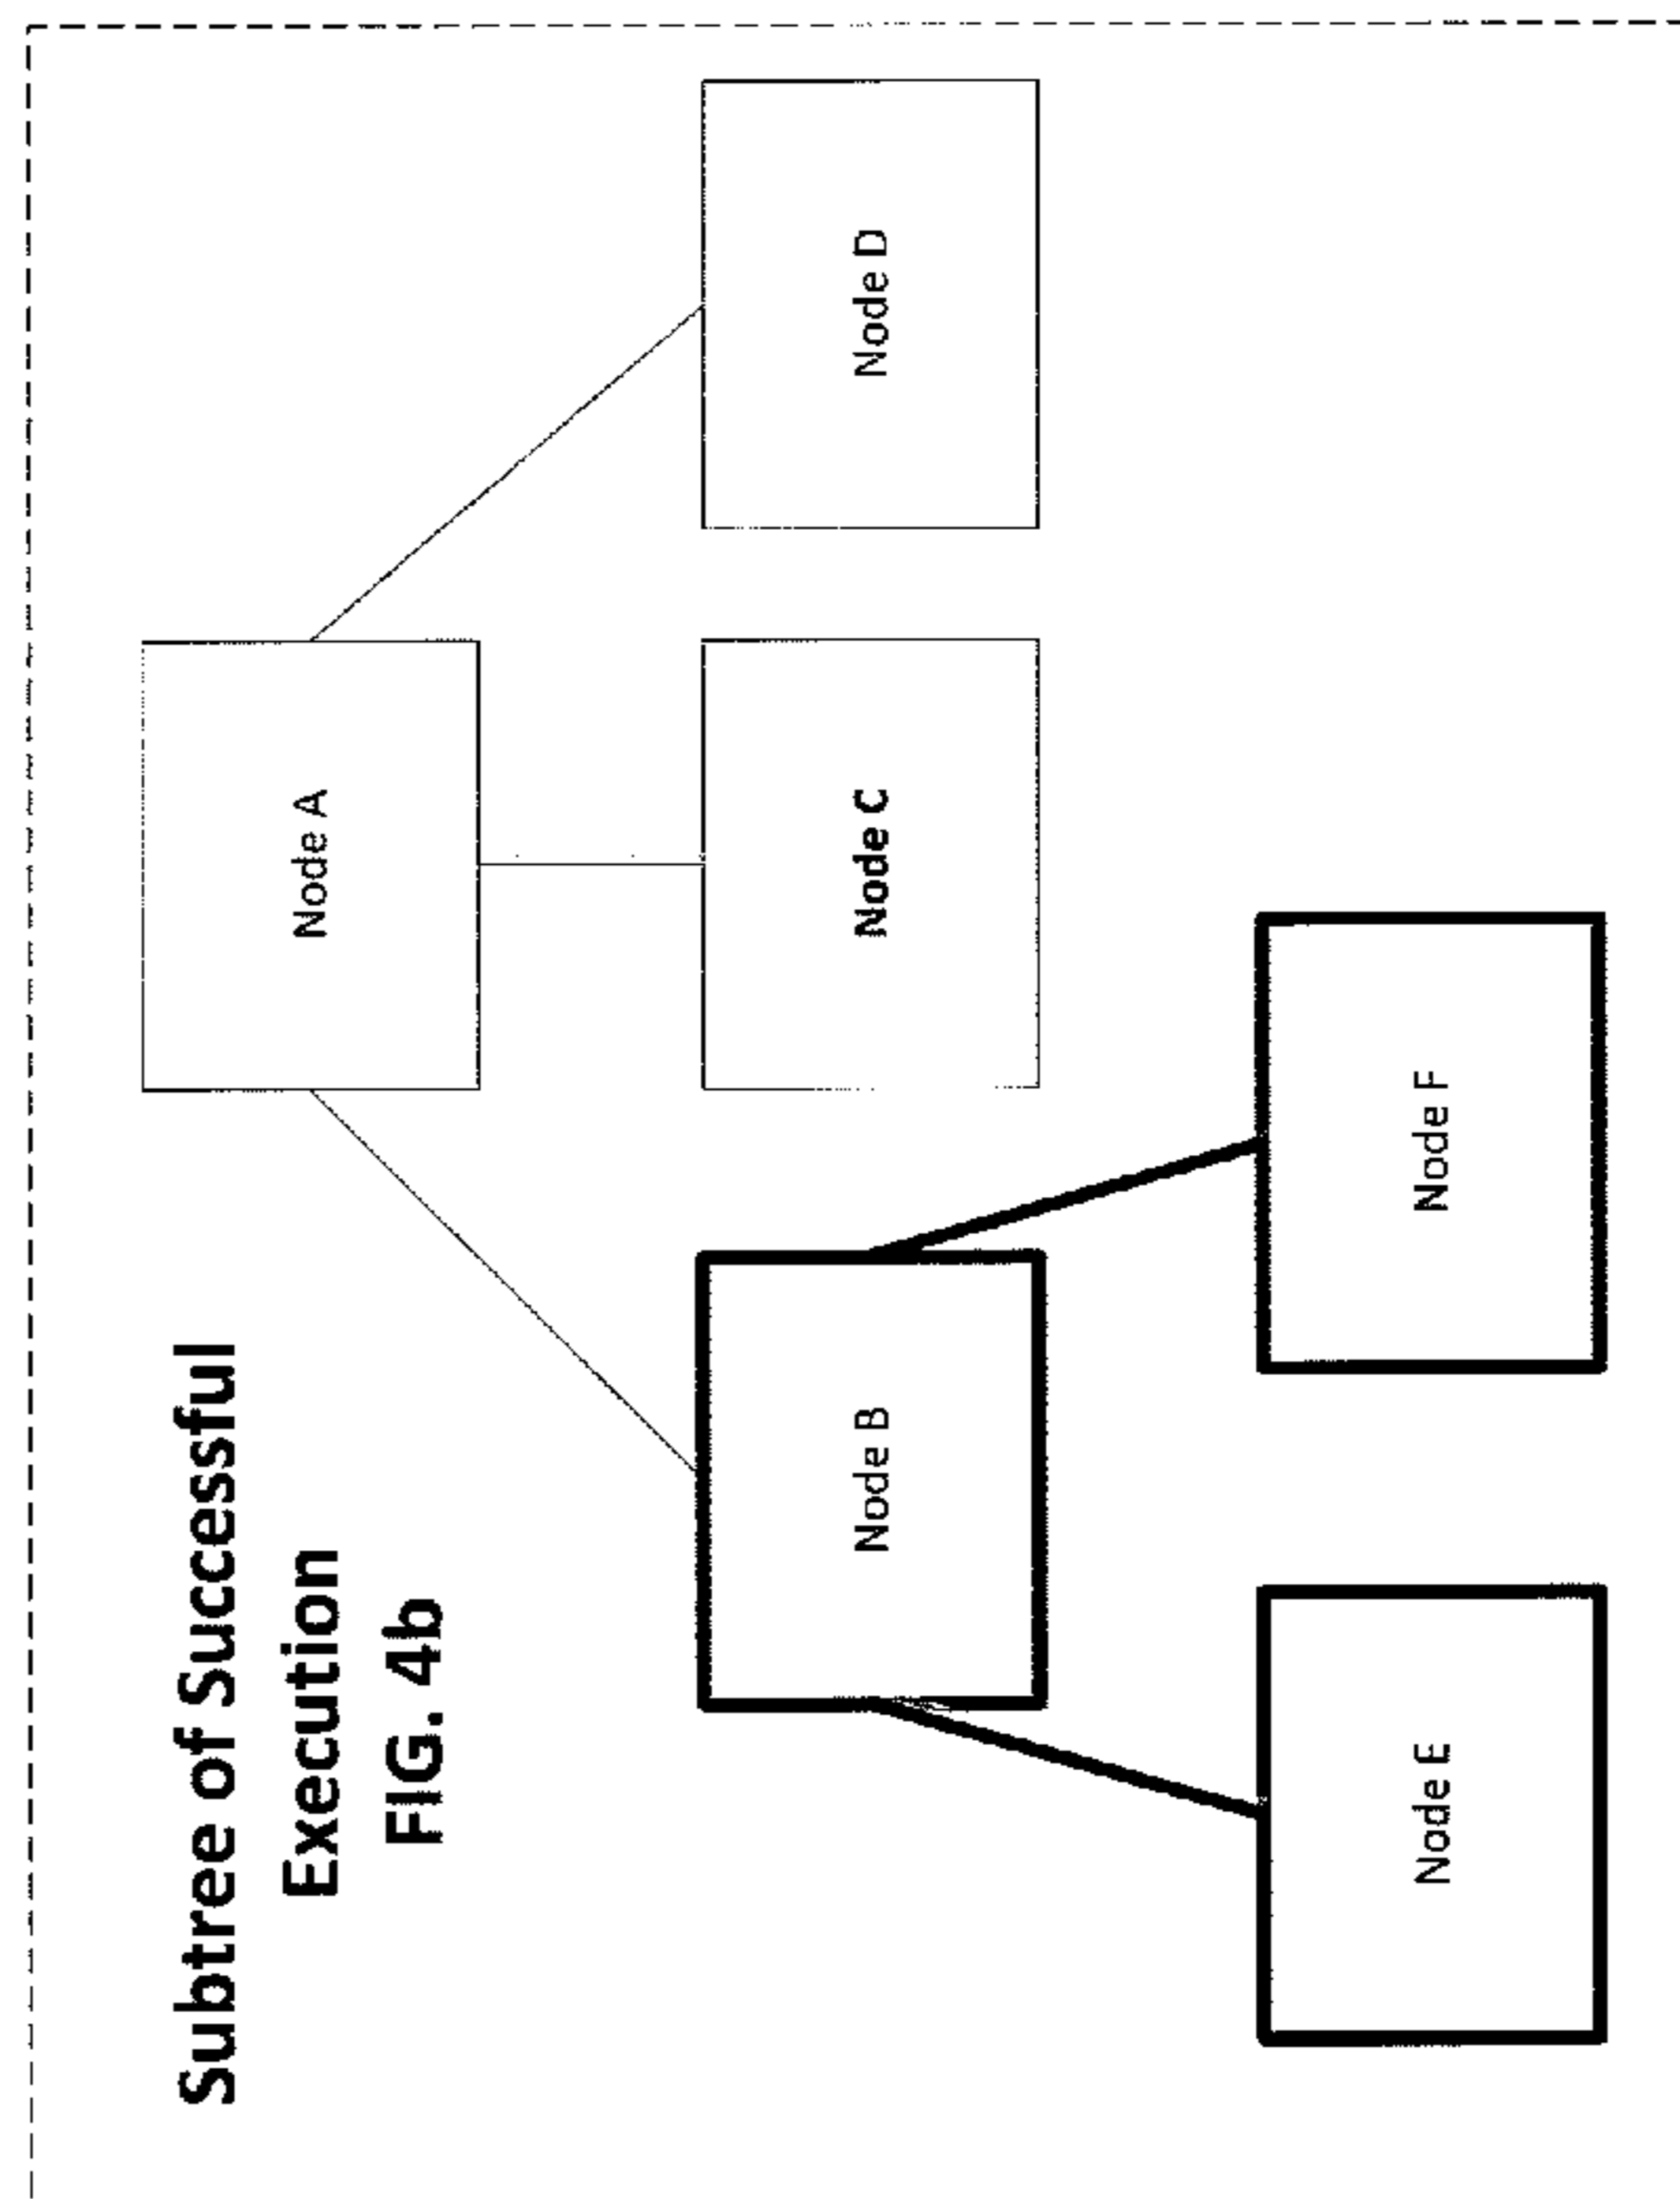 Subtree of Successful
Execution
FIG. 4b
Node A
Node B
Node C
Node D
Node E
Node F